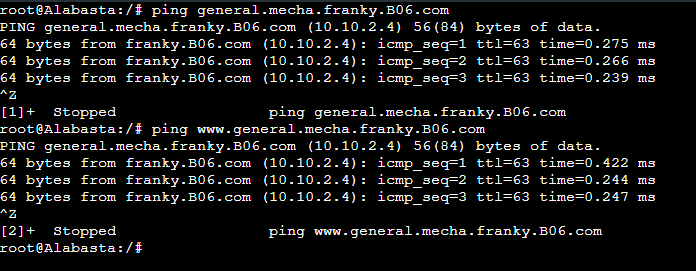 root@Alabasta:/# ping general.mecha.franky.B06.com
PING general.mecha.franky.B06.com (10.10.2.4) 56(84) bytes of data.
64 bytes from franky.B06.com (10.10.2.4): icmp_seq=1 ttl=63 time=0.275 ms
64 bytes from franky.B06.com (10.10.2.4): icmp_seq=2 ttl=63 time=0.266 ms
64 bytes from franky.B06.com (10.10.2.4): icmp_seq=3 ttl=63 time=0.239 ms
^Z
[1]+  Stopped                 ping general.mecha.franky.B06.com
root@Alabasta:/# ping www.general.mecha.franky.B06.com
PING general.mecha.franky.B06.com (10.10.2.4) 56(84) bytes of data.
64 bytes from franky.B06.com (10.10.2.4): icmp_seq=1 ttl=63 time=0.422 ms
64 bytes from franky.B06.com (10.10.2.4): icmp_seq=2 ttl=63 time=0.244 ms
64 bytes from franky.B06.com (10.10.2.4): icmp_seq=3 ttl=63 time=0.247 ms
^Z
[2]+  Stopped                 ping www.general.mecha.franky.B06.com
root@Alabasta:/#